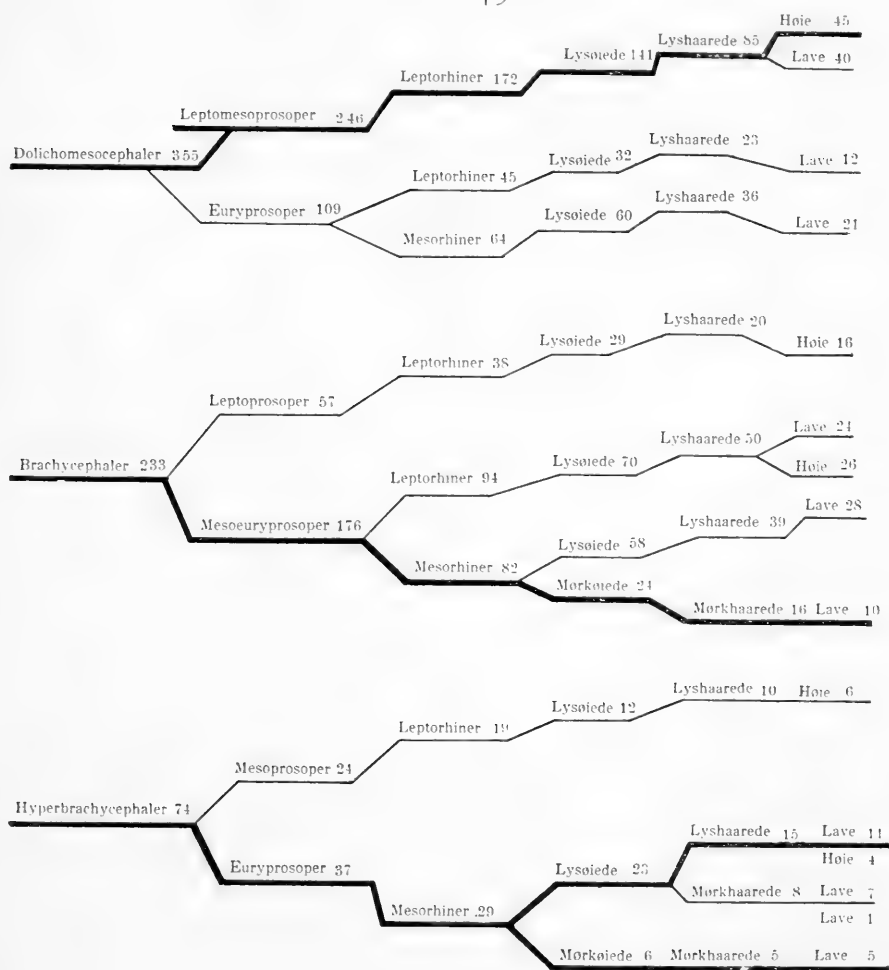 Høie 45
Lyshaarede 85
Lave 40
Lysøiede 141
Leptorhiner 172
Leptomesoprosoper 246
Dolichomesocephaler 355
Lyshaarede 23
Lysøiede 32
Lave 12
Leptorhiner 45
Euryprosoper 109
Lyshaarede 36
Lysøiede 60
Lave 21
Mesorhiner 64
Lyshaarede 20
Lysøiede 29
Høie 16
Leptorhiner 38
Leptoprosoper 57
Lave 24
Lyshaarede 50
Høie 26
Lysøiede 70
Leptorhiner 94
Brachycephaler 233
Lave 28
Lyshaarede 39
Mesoeuryprosoper 176
Lysøiede 58
Mesorhiner 82
Mørkøiede 24
Mørkhaarede 16 Lave 10
Lyshaarede 10 Høie 6
Lysøiede 12
Leptorhiner 19
Mesoprosoper 24
Hyperbrachycephaler 74
Lyshaarede 15 Lave 11
Høie 4
Euryprosoper 37
Lysøiede 23
Mørkhaarede 8 Lave 7
Lave 1
Mesorhiner 29
Mørkøiede 6 Mørkhaarede 5 Lave 5